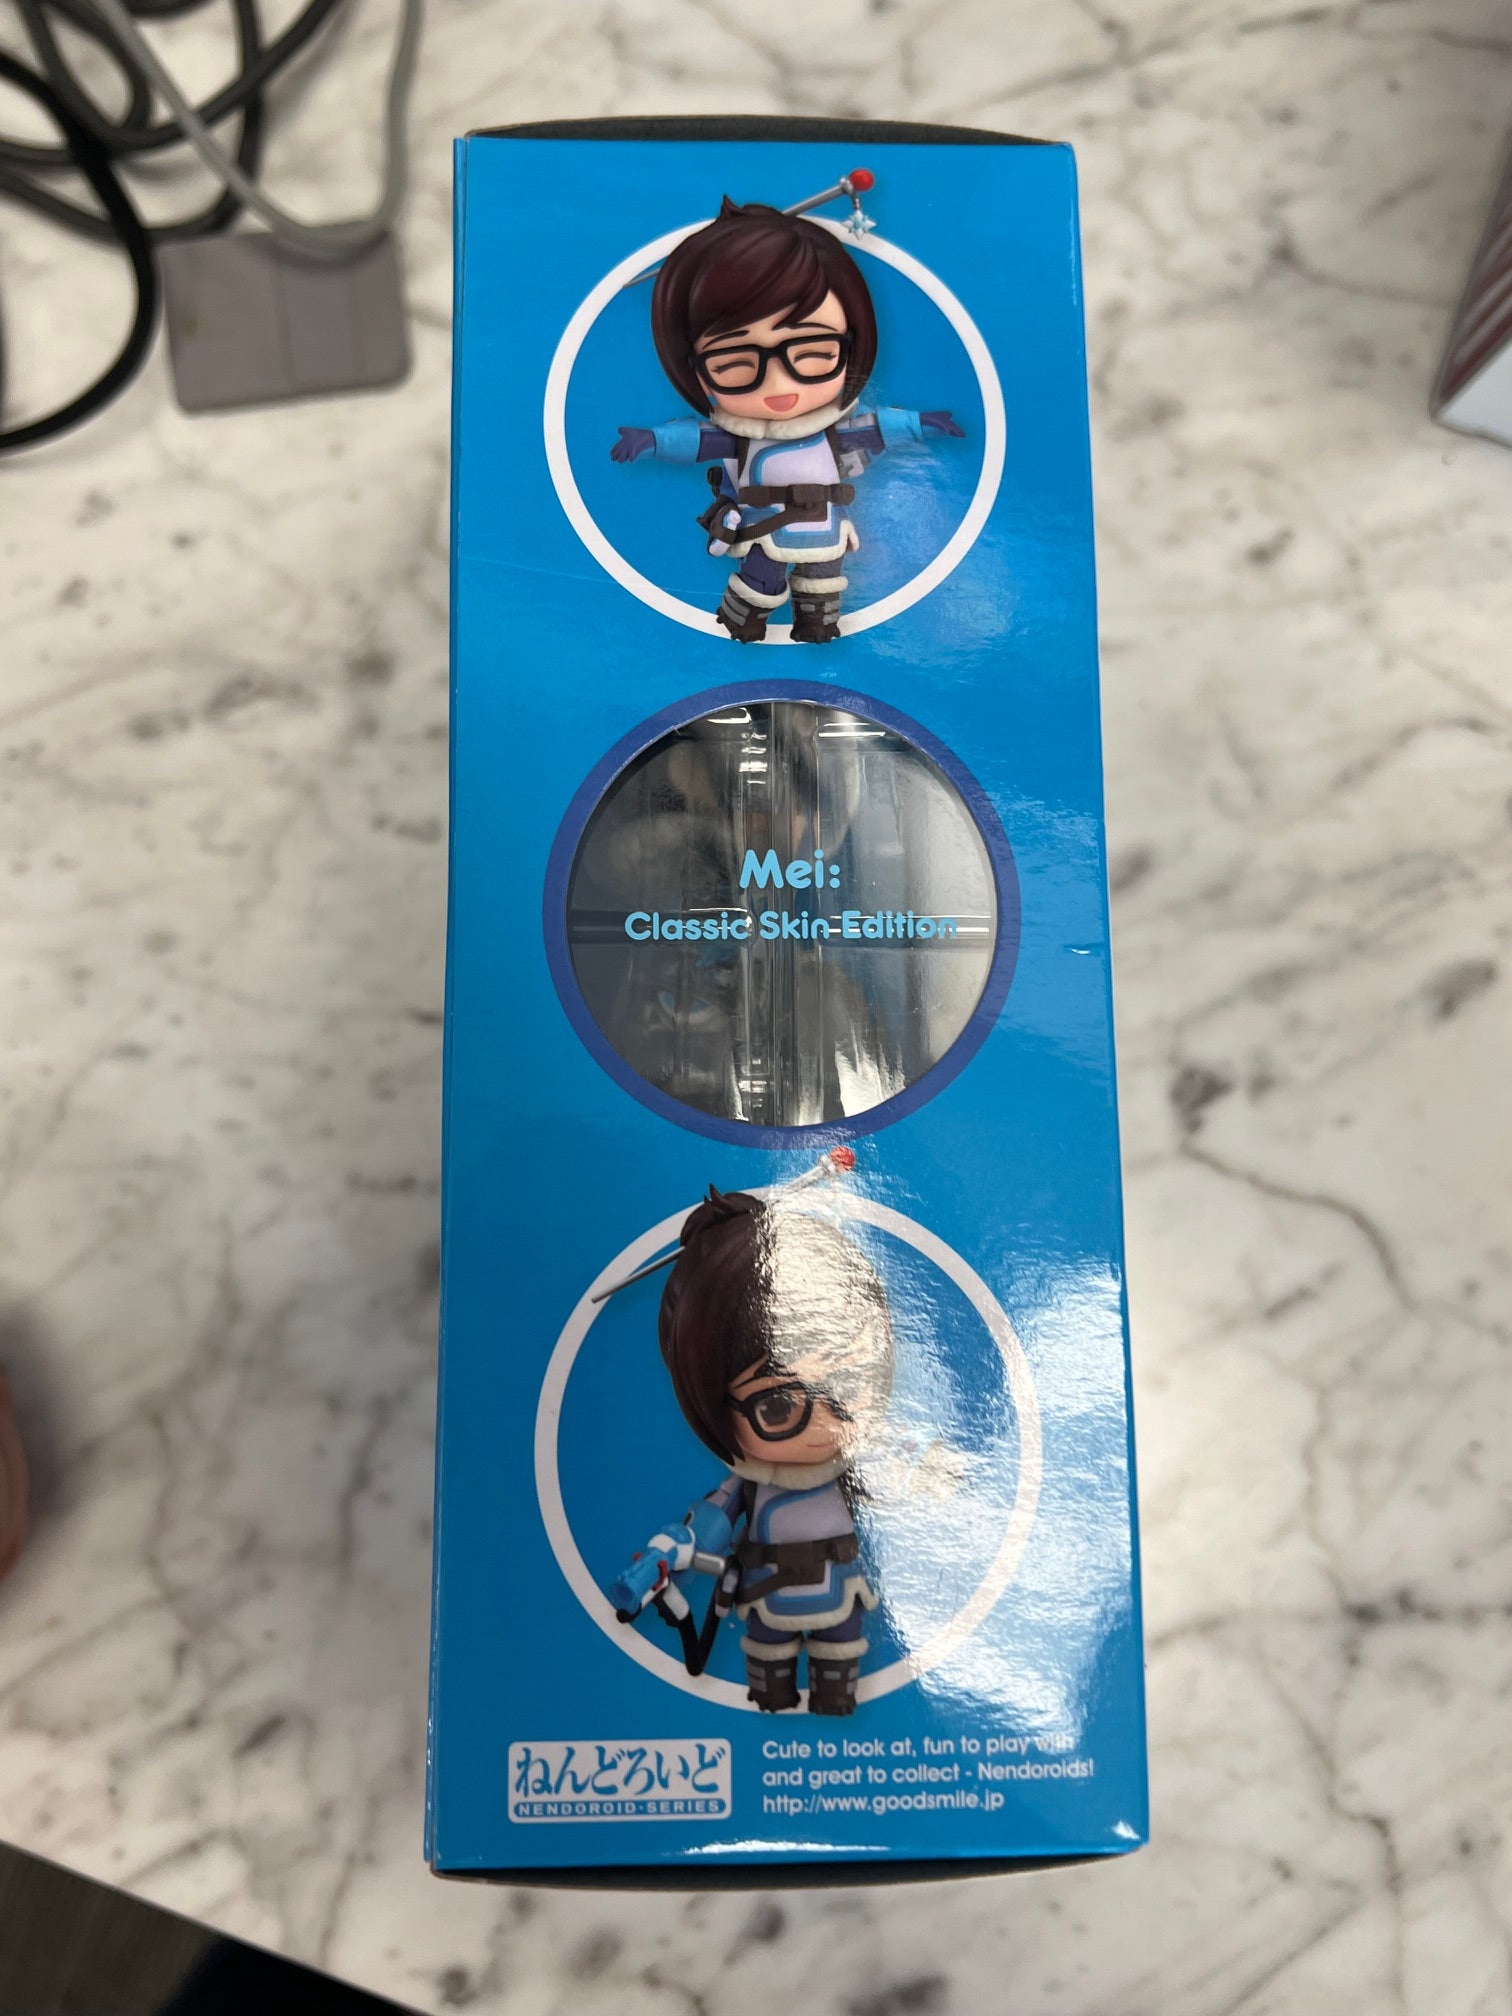 Mei:
Classic Skin Edition
ねんどろいど
NENDOROID·SERIES
Cute to look at, fun to play with
and great to collect - Nendoroids!
http://www.goodsmile.jp